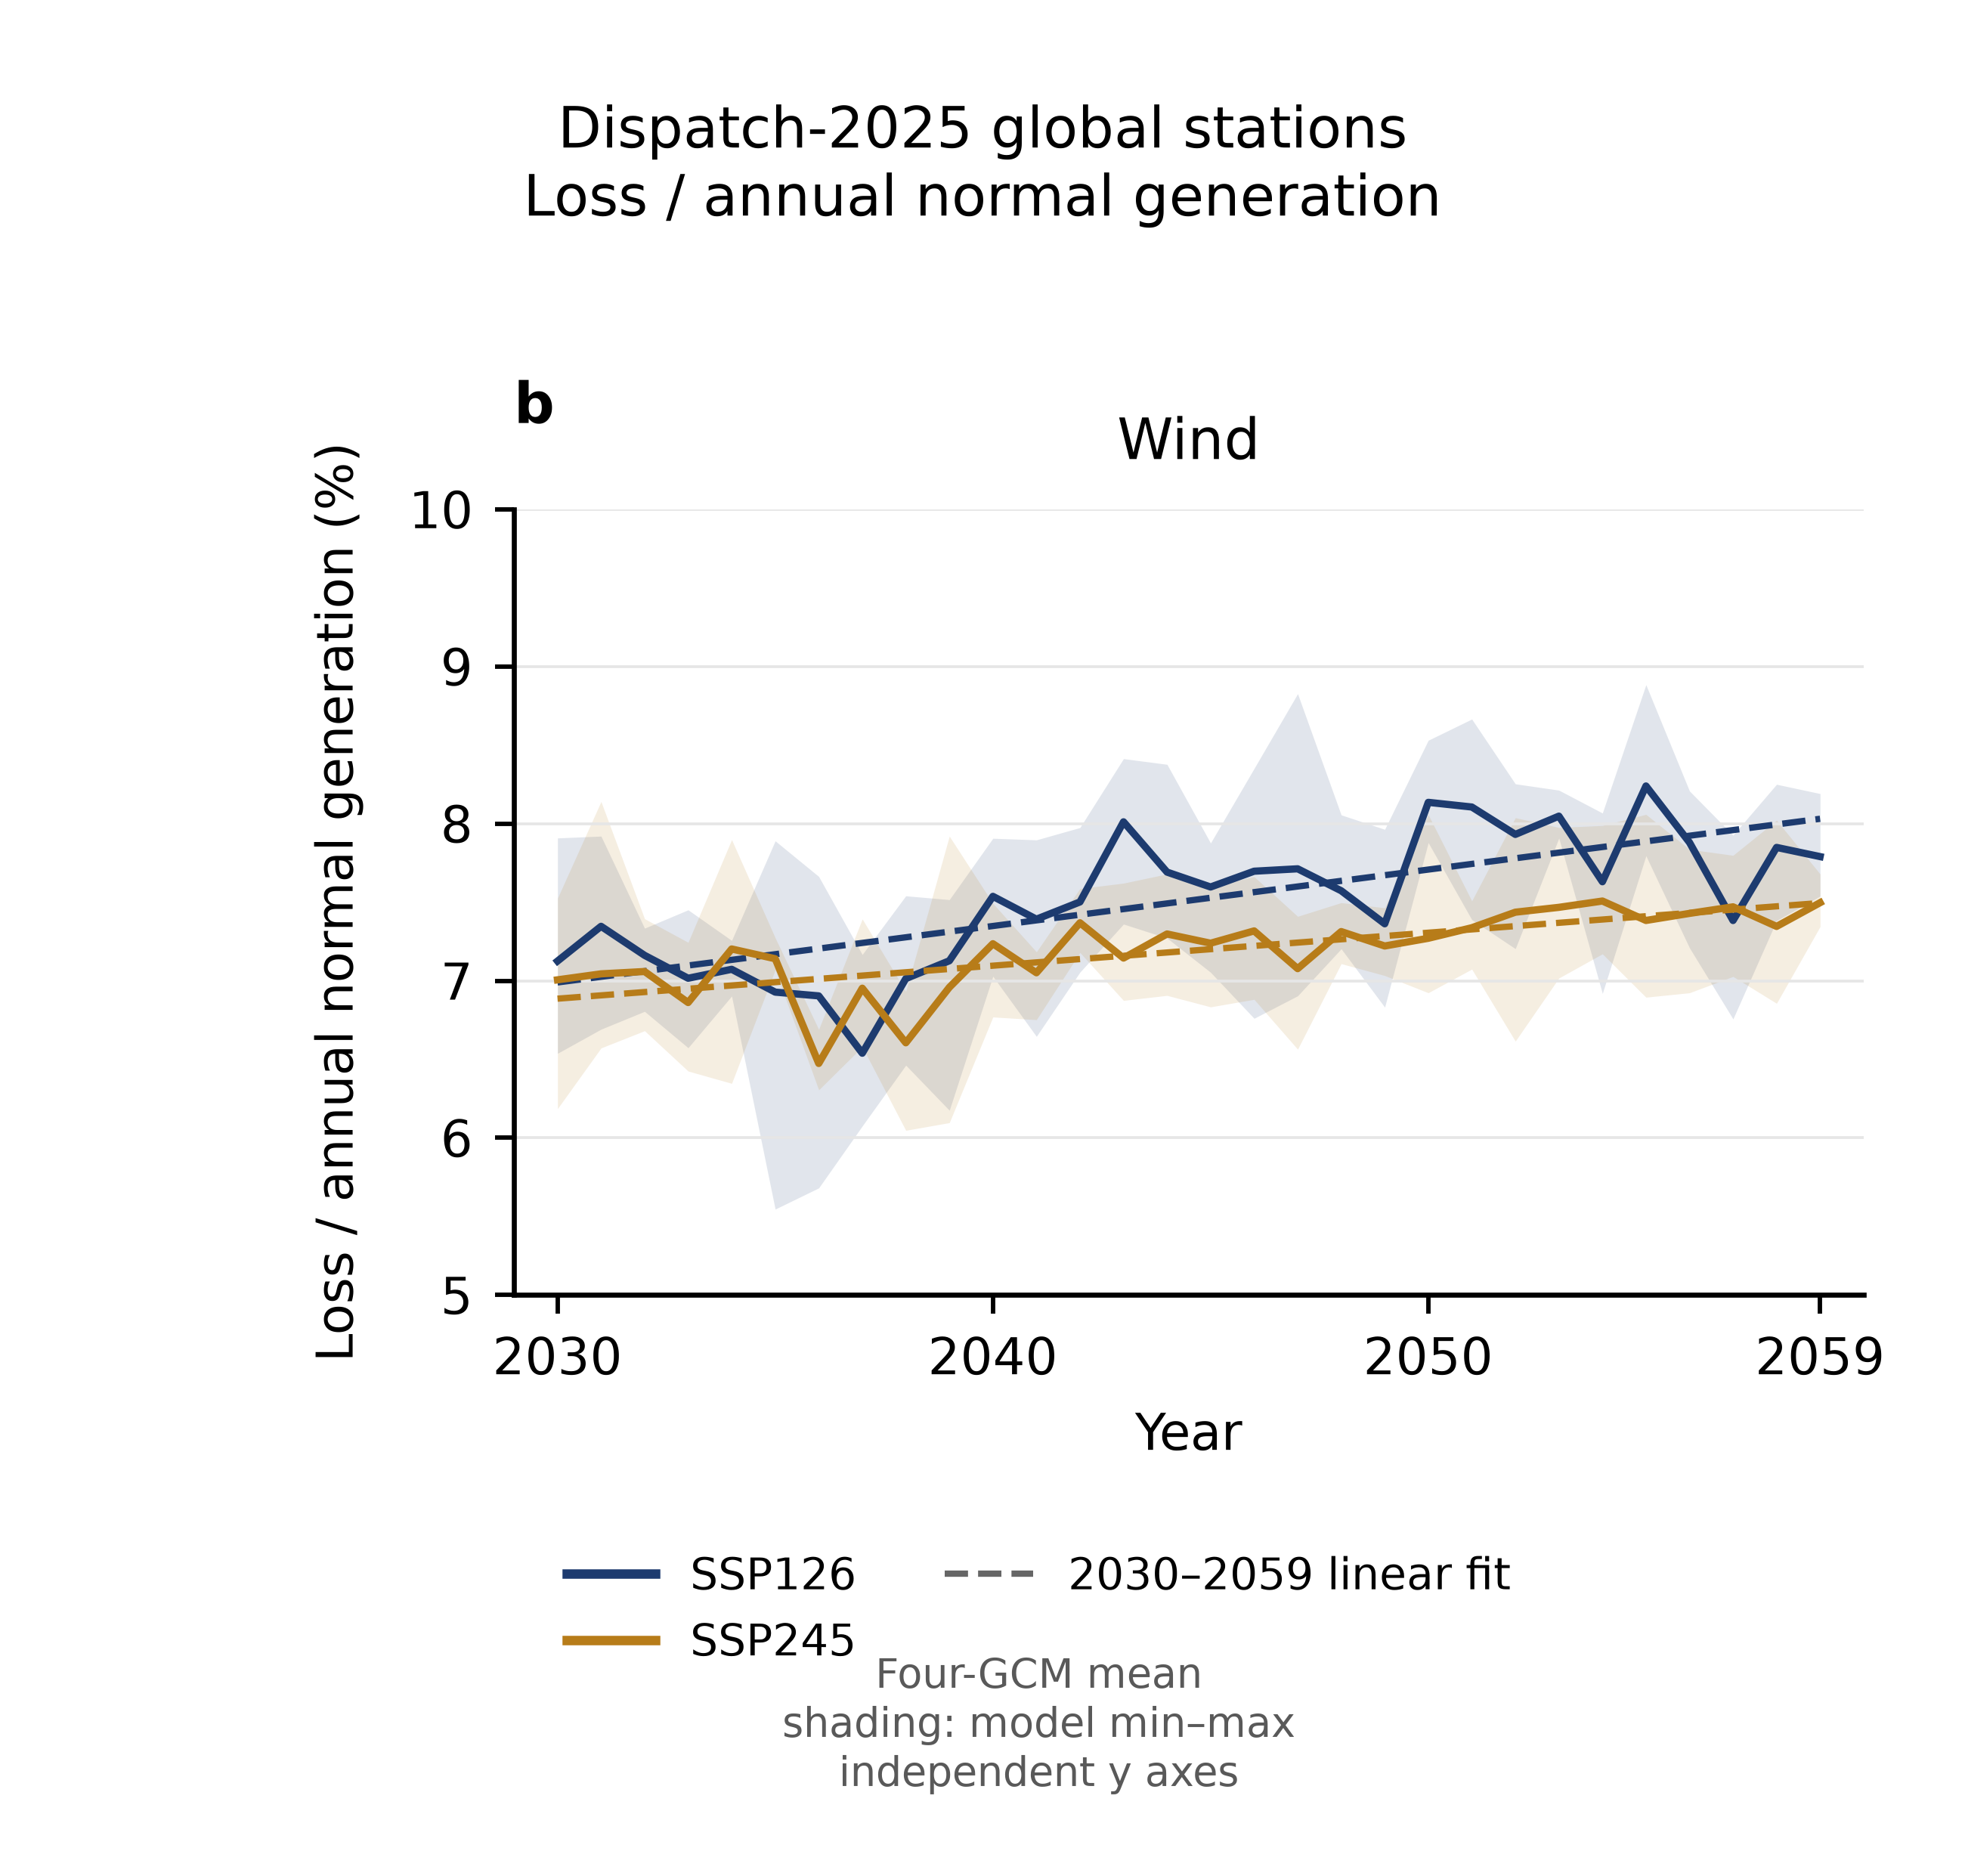 Dispatch-2025 global stations
Loss / annual normal generation
b
Wind
Loss / annual normal generation (%)
10
9
8
7
6
5
2030
2040
2050
2059
Year
SSP126
2030–2059 linear fit
SSP245
Four-GCM mean
shading: model min–max
independent y axes